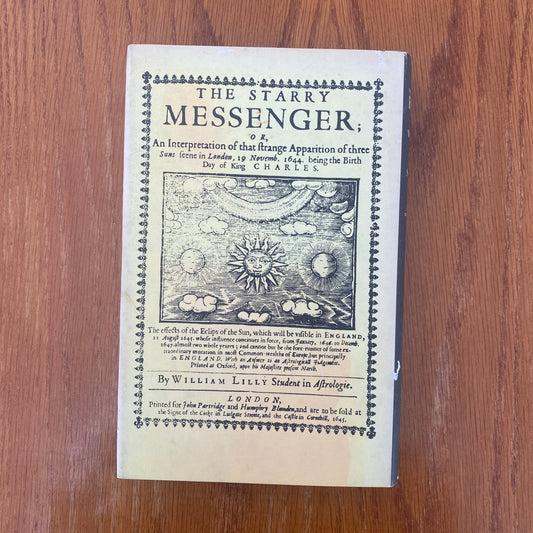 THE STARRY
MESSENGER;
OR,
An Interpretation of that strange Apparition of three
Suns seene in London, 19 Novemb. 1644. being the Birth
Day of King CHARLES.
The effects of the Eclips of the Sun, which will be visible in ENGLAND,
11 August 1645. whose influence continues in force, from January, 1646. to Decemb.
1647. almost two whole yeares; and cannot but be the fore-runner of some ex-
traordinary mutation in most Common-wealths of Europe, but principally
in ENGLAND. With an Answer to an Astrologicall Judgement
Printed at Oxford, upon his Majesties present March.
By WILLIAM LILLY Student in Astrologie.
LONDON,
Printed for John Partridge and Humphry Blunden, and are to be sold at
the Signe of the Cocke in Ludgate Streete, and the Castle in Cornehill, 1645.